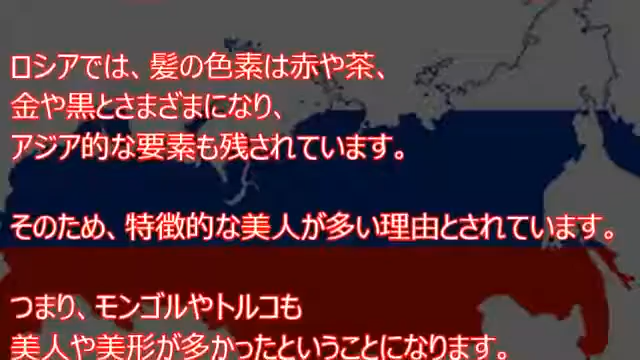 ロシアでは、髪の色素は赤や茶、
金や黒とさまざまになり、
アジア的な要素も残されています。
そのため、特徴的な美人が多い理由とされています。
つまり、モンゴルやトルコも
美人や美形が多かったということになります。